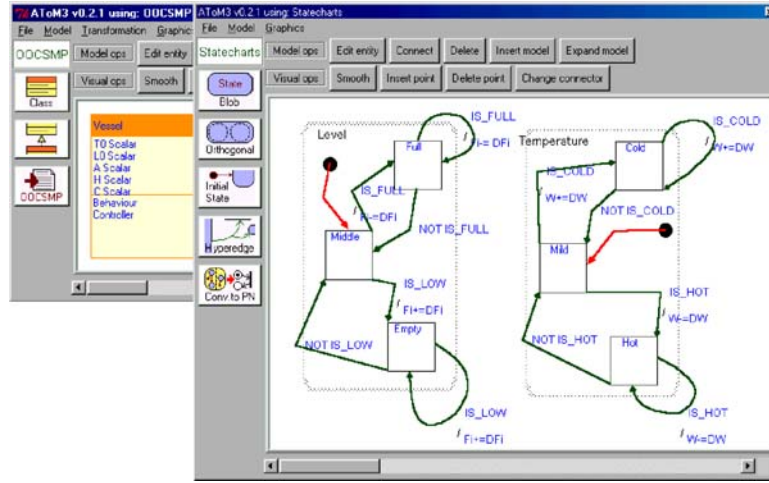 AToM3 v0.2.1 using: OOCSMP
File Model Transformation Graphics
OOCSMP Model ops Edit entity
Visual ops Smooth
Class
OOCSMP
Vessel
T0 Scalar
L0 Scalar
A Scalar
H Scalar
C Scalar
Behaviour
Controller
AToM3 v0.2.1 using: Statecharts
File Model Graphics
Statecharts Model ops Edit entity Connect Delete Insert model Expand model
Visual ops Smooth Insert point Delete point Change connector
State
Blob
Orthogonal
Initial
State
Hyperedge
Conv.to PN
Level
IS_FULL
/ Fi-=DFi
Full
IS_FULL
/ Fi-=DFi
NOT IS_FULL
Middle
IS_LOW
/ Fi+=DFi
NOT IS_LOW
Empty
IS_LOW
/ Fi+=DFi
Temperature
IS_COLD
/ W+=DW
Cold
IS_COLD
/ W+=DW
NOT IS_COLD
Mild
IS_HOT
/ W-=DW
NOT IS_HOT
Hot
IS_HOT
/ W-=DW